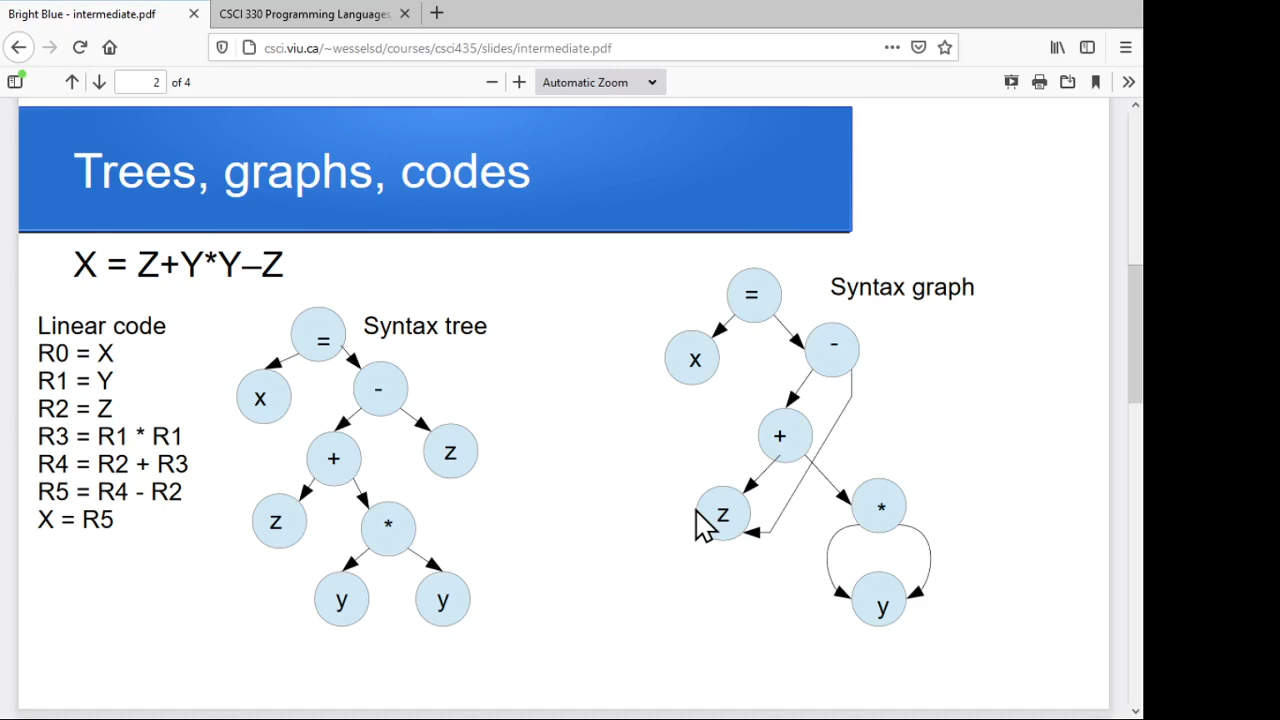 Bright Blue - intermediate.pdf
CSCI 330 Programming Languages,
csci.viu.ca/~wesselsd/courses/csci435/slides/intermediate.pdf
2 of 4
Automatic Zoom
Trees, graphs, codes
X = Z+Y*Y–Z
Linear code
R0 = X
R1 = Y
R2 = Z
R3 = R1 * R1
R4 = R2 + R3
R5 = R4 - R2
X = R5
Syntax tree
=
x
-
+
z
z
*
y
y
Syntax graph
=
x
-
+
z
*
y